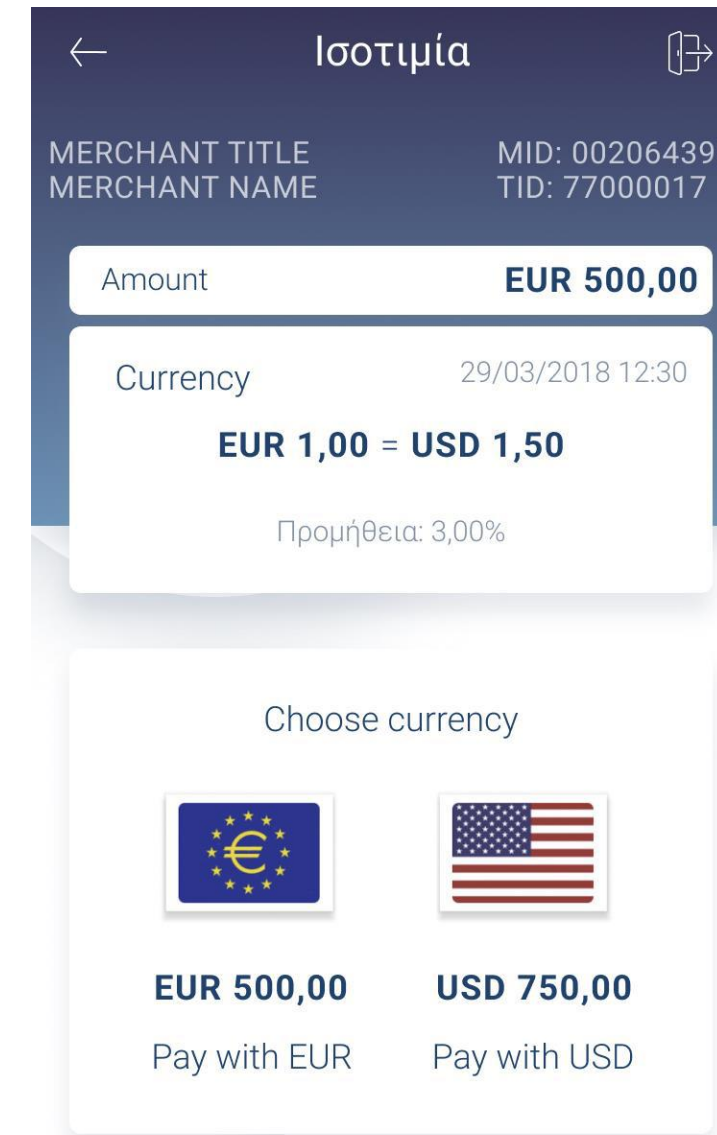 Ισοτιμία
MERCHANT TITLE MID: 00206439
MERCHANT NAME TID: 77000017
Amount EUR 500,00
Currency 29/03/2018 12:30
EUR 1,00 = USD 1,50
Προμήθεια: 3,00%
Choose currency
€
EUR 500,00 USD 750,00
Pay with EUR Pay with USD